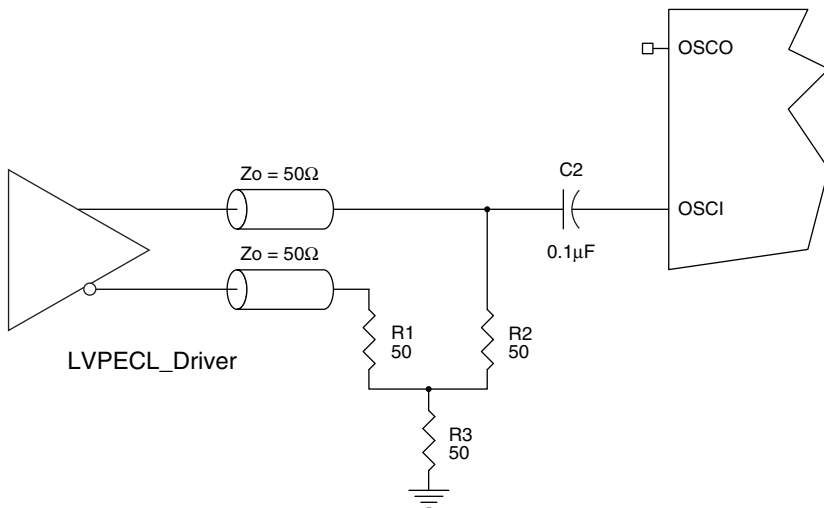 OSCO
Zo = 50Ω
C2
OSCI
0.1μF
Zo = 50Ω
R1
50
R2
50
LVPECL_Driver
R3
50